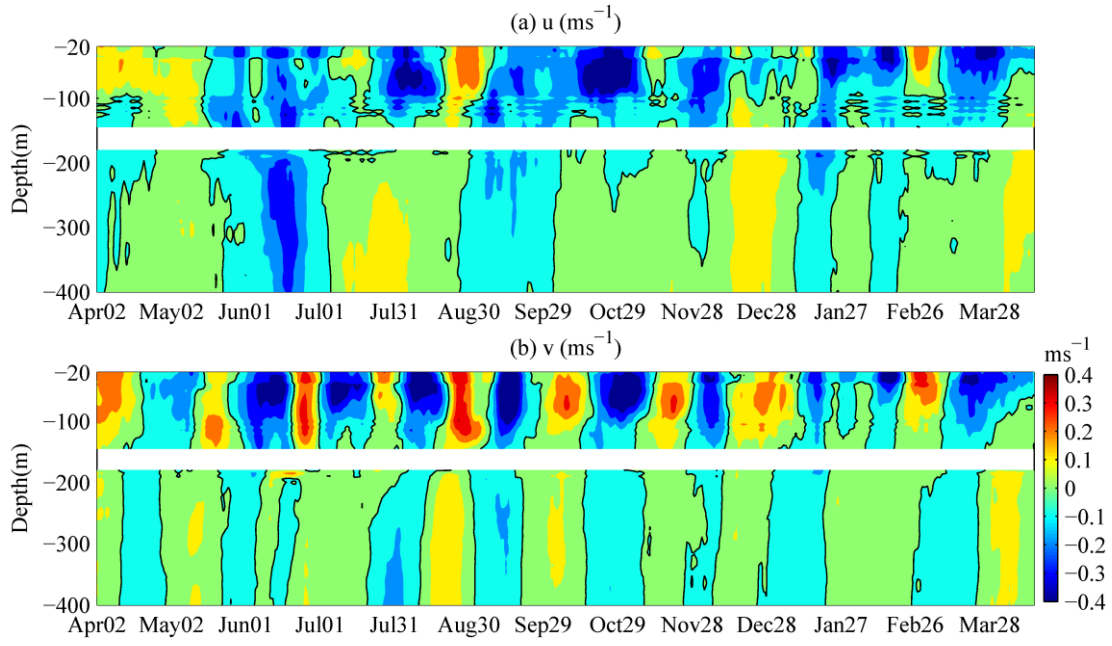 (a) u (ms−1)
−20
−100
−200
−300
−400
Depth(m)
Apr02 May02 Jun01 Jul01 Jul31 Aug30 Sep29 Oct29 Nov28 Dec28 Jan27 Feb26 Mar28
(b) v (ms−1)
−20
−100
−200
−300
−400
Depth(m)
Apr02 May02 Jun01 Jul01 Jul31 Aug30 Sep29 Oct29 Nov28 Dec28 Jan27 Feb26 Mar28
ms−1
0.4
0.3
0.2
0.1
0
−0.1
−0.2
−0.3
−0.4